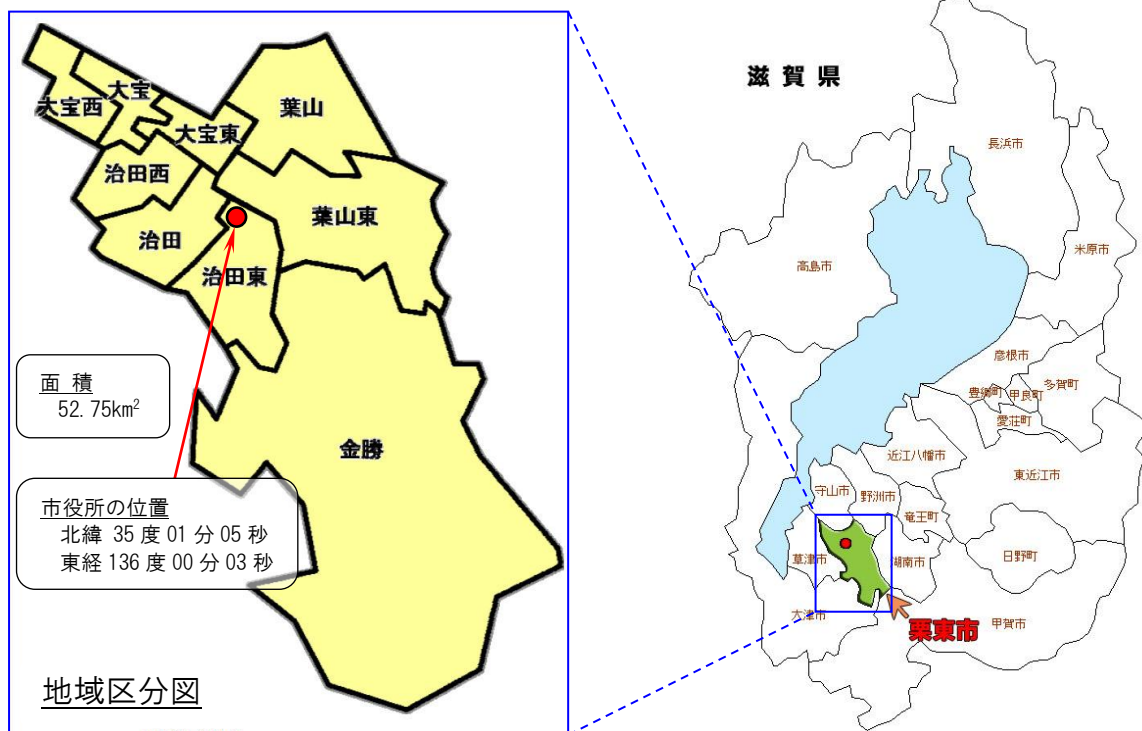 大宝西
大宝
大宝東
葉山
治田西
葉山東
治田
治田東
金勝
面 積
52.75km²
市役所の位置
北緯 35 度 01 分 05 秒
東経 136 度 00 分 03 秒
地域区分図
滋賀県
長浜市
米原市
高島市
彦根市
多賀町
豊郷町
甲良町
愛荘町
近江八幡市
東近江市
守山市
野洲市
竜王町
草津市
湖南市
日野町
大津市
栗東市
甲賀市